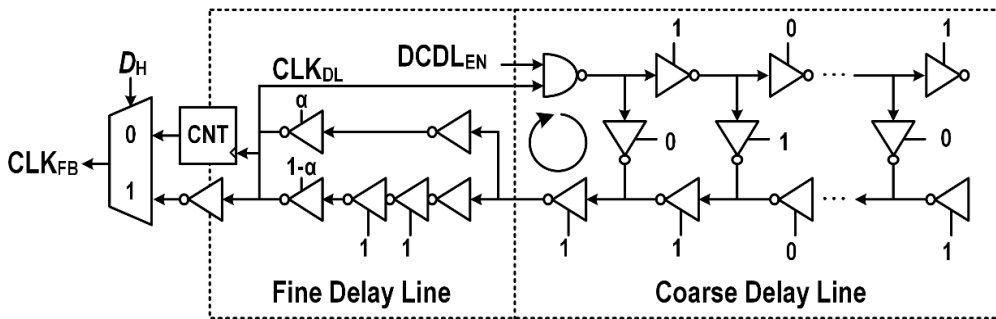 1 0 1
DCDL_EN
CLK_DL
D_H
α
0 CNT 0 1 0
CLK_FB
1-α
1
1 1 1 1 0 1
Fine Delay Line Coarse Delay Line